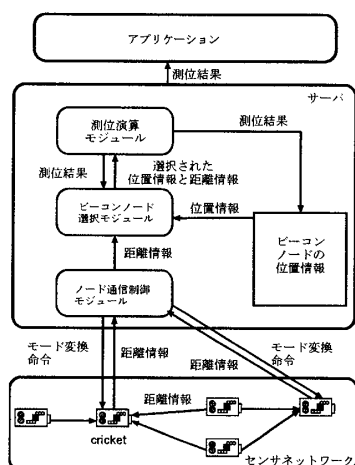 アプリケーション
測位結果
サーバ
測位演算
モジュール
測位結果
測位結果
選択された
位置情報と距離情報
ビーコンノード
選択モジュール
位置情報
ビーコン
ノードの
位置情報
距離情報
ノード通信制御
モジュール
モード変換
命令
距離情報
距離情報
モード変換
命令
距離情報
cricket
センサネットワーク